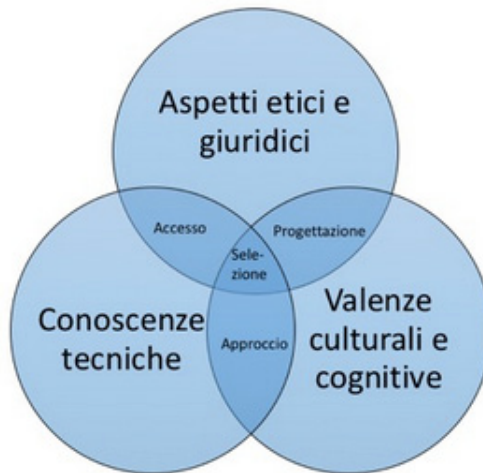 Aspetti etici e
giuridici
Accesso
Progettazione
Sele-
zione
Conoscenze
tecniche
Approccio
Valenze
culturali e
cognitive